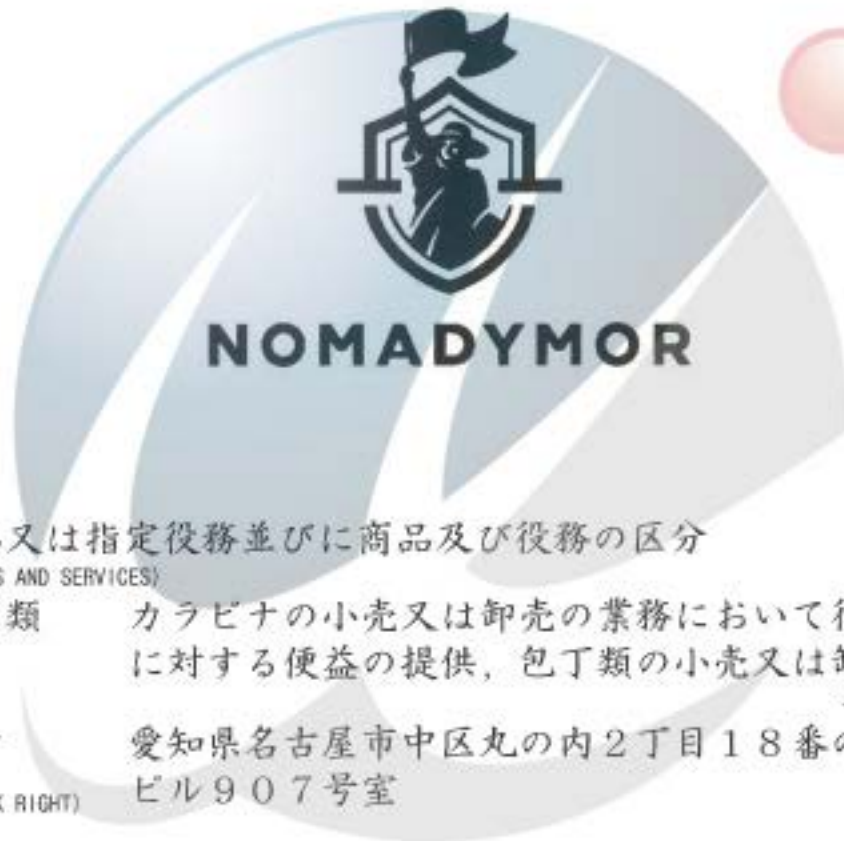 NOMADYMOR
又は指定役務並びに商品及び役務の区分
AND SERVICES)
類 カラビナの小売又は卸売の業務において
に対する便益の提供，包丁類の小売又は
愛知県名古屋市中区丸の内２丁目１８番の
RIGHT) ビル９０７号室